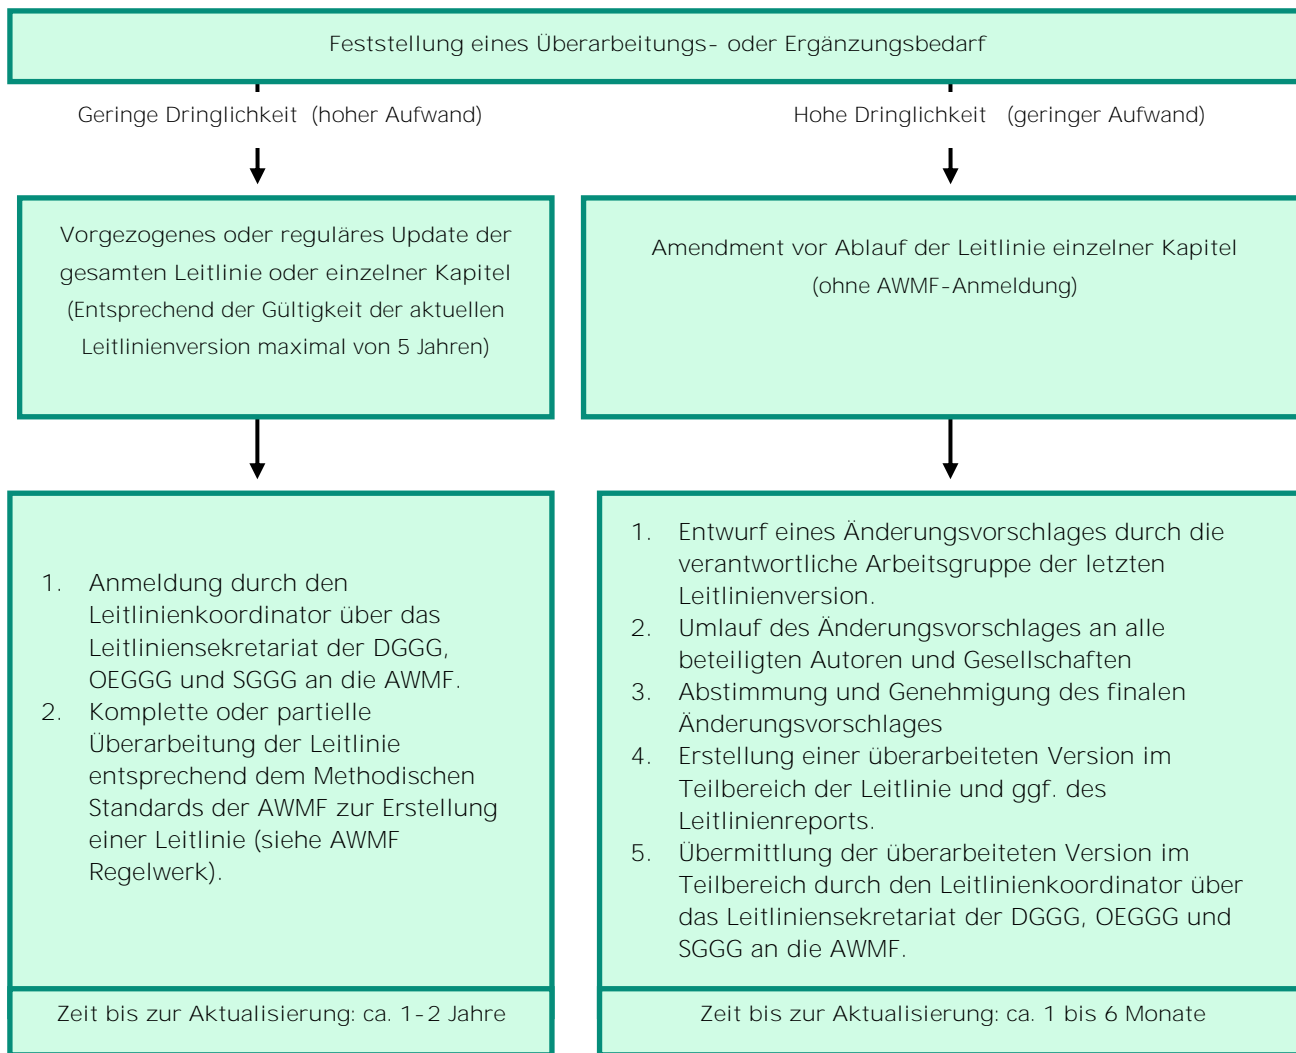 Feststellung eines Überarbeitungs- oder Ergänzungsbedarf
Geringe Dringlichkeit (hoher Aufwand)
Hohe Dringlichkeit (geringer Aufwand)
Vorgezogenes oder reguläres Update der
gesamten Leitlinie oder einzelner Kapitel
(Entsprechend der Gültigkeit der aktuellen
Leitlinienversion maximal von 5 Jahren)
Amendment vor Ablauf der Leitlinie einzelner Kapitel
(ohne AWMF-Anmeldung)
1. Anmeldung durch den
Leitlinienkoordinator über das
Leitliniensekretariat der DGGG,
OEGGG und SGGG an die AWMF.
2. Komplette oder partielle
Überarbeitung der Leitlinie
entsprechend dem Methodischen
Standards der AWMF zur Erstellung
einer Leitlinie (siehe AWMF
Regelwerk).
Zeit bis zur Aktualisierung: ca. 1-2 Jahre
1. Entwurf eines Änderungsvorschlages durch die
verantwortliche Arbeitsgruppe der letzten
Leitlinienversion.
2. Umlauf des Änderungsvorschlages an alle
beteiligten Autoren und Gesellschaften
3. Abstimmung und Genehmigung des finalen
Änderungsvorschlages
4. Erstellung einer überarbeiteten Version im
Teilbereich der Leitlinie und ggf. des
Leitlinienreports.
5. Übermittlung der überarbeiteten Version im
Teilbereich durch den Leitlinienkoordinator über
das Leitliniensekretariat der DGGG, OEGGG und
SGGG an die AWMF.
Zeit bis zur Aktualisierung: ca. 1 bis 6 Monate